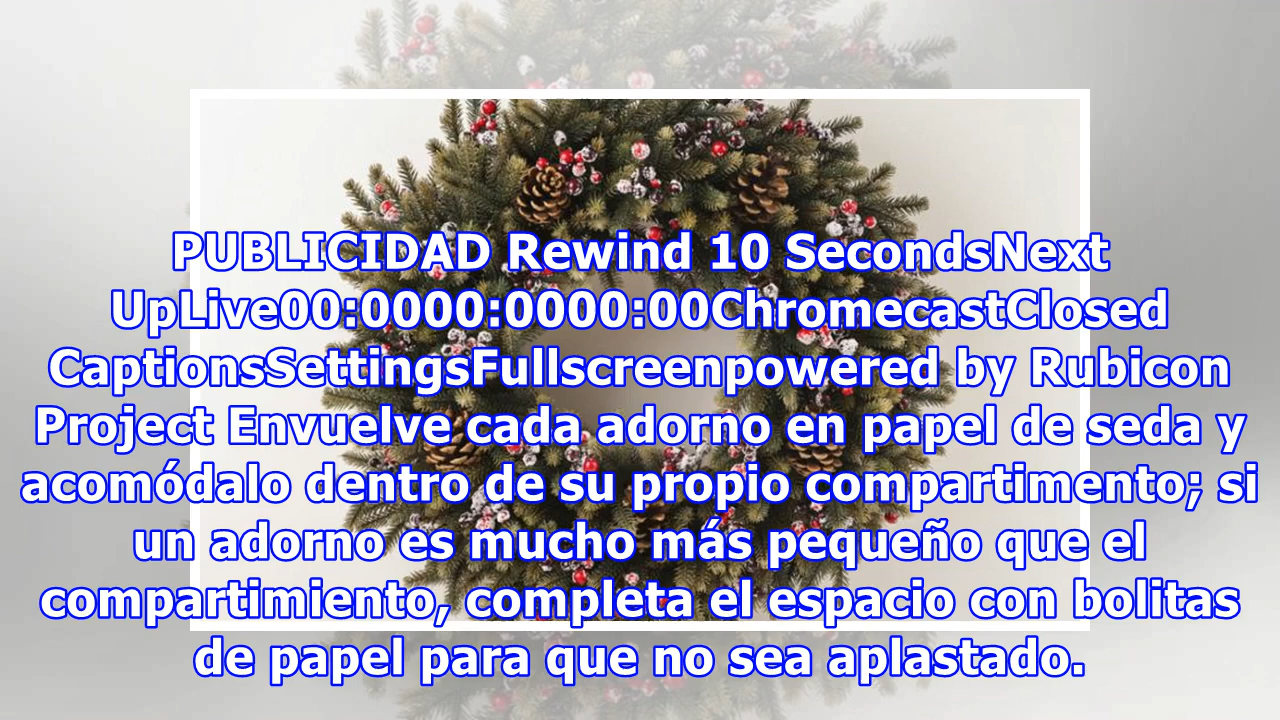 PUBLICIDAD Rewind 10 SecondsNext
UpLive00:0000:0000:00ChromecastClosed
CaptionsSettingsFullscreenpowered by Rubicon
Project Envuelve cada adorno en papel de seda y
acomódalo dentro de su propio compartimento; si
un adorno es mucho más pequeño que el
compartimiento, completa el espacio con bolitas
de papel para que no sea aplastado.